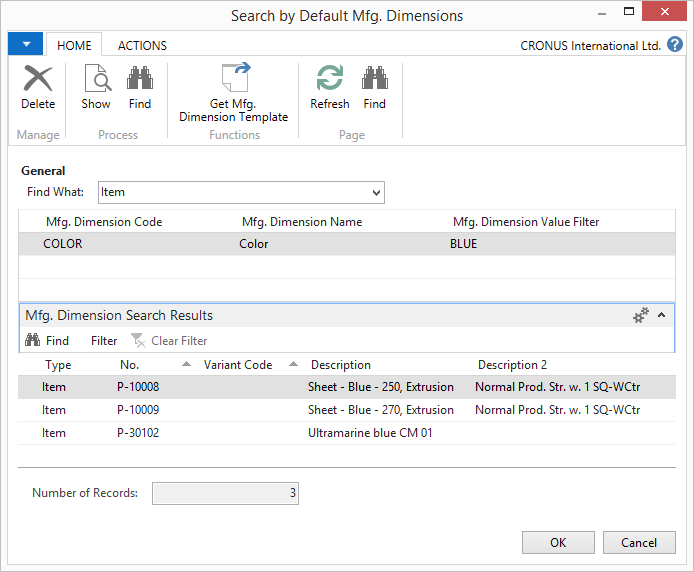 Search by Default Mfg. Dimensions
HOME ACTIONS CRONUS International Ltd. ?
Delete Show Find Get Mfg. Dimension Template Refresh Find
Manage Process Functions Page
General
Find What: Item
Mfg. Dimension Code Mfg. Dimension Name Mfg. Dimension Value Filter
COLOR Color BLUE
Mfg. Dimension Search Results
Find Filter Clear Filter
Type No. Variant Code Description Description 2
Item P-10008 Sheet - Blue - 250, Extrusion Normal Prod. Str. w. 1 SQ-WCtr
Item P-10009 Sheet - Blue - 270, Extrusion Normal Prod. Str. w. 1 SQ-WCtr
Item P-30102 Ultramarine blue CM 01
Number of Records: 3
OK Cancel